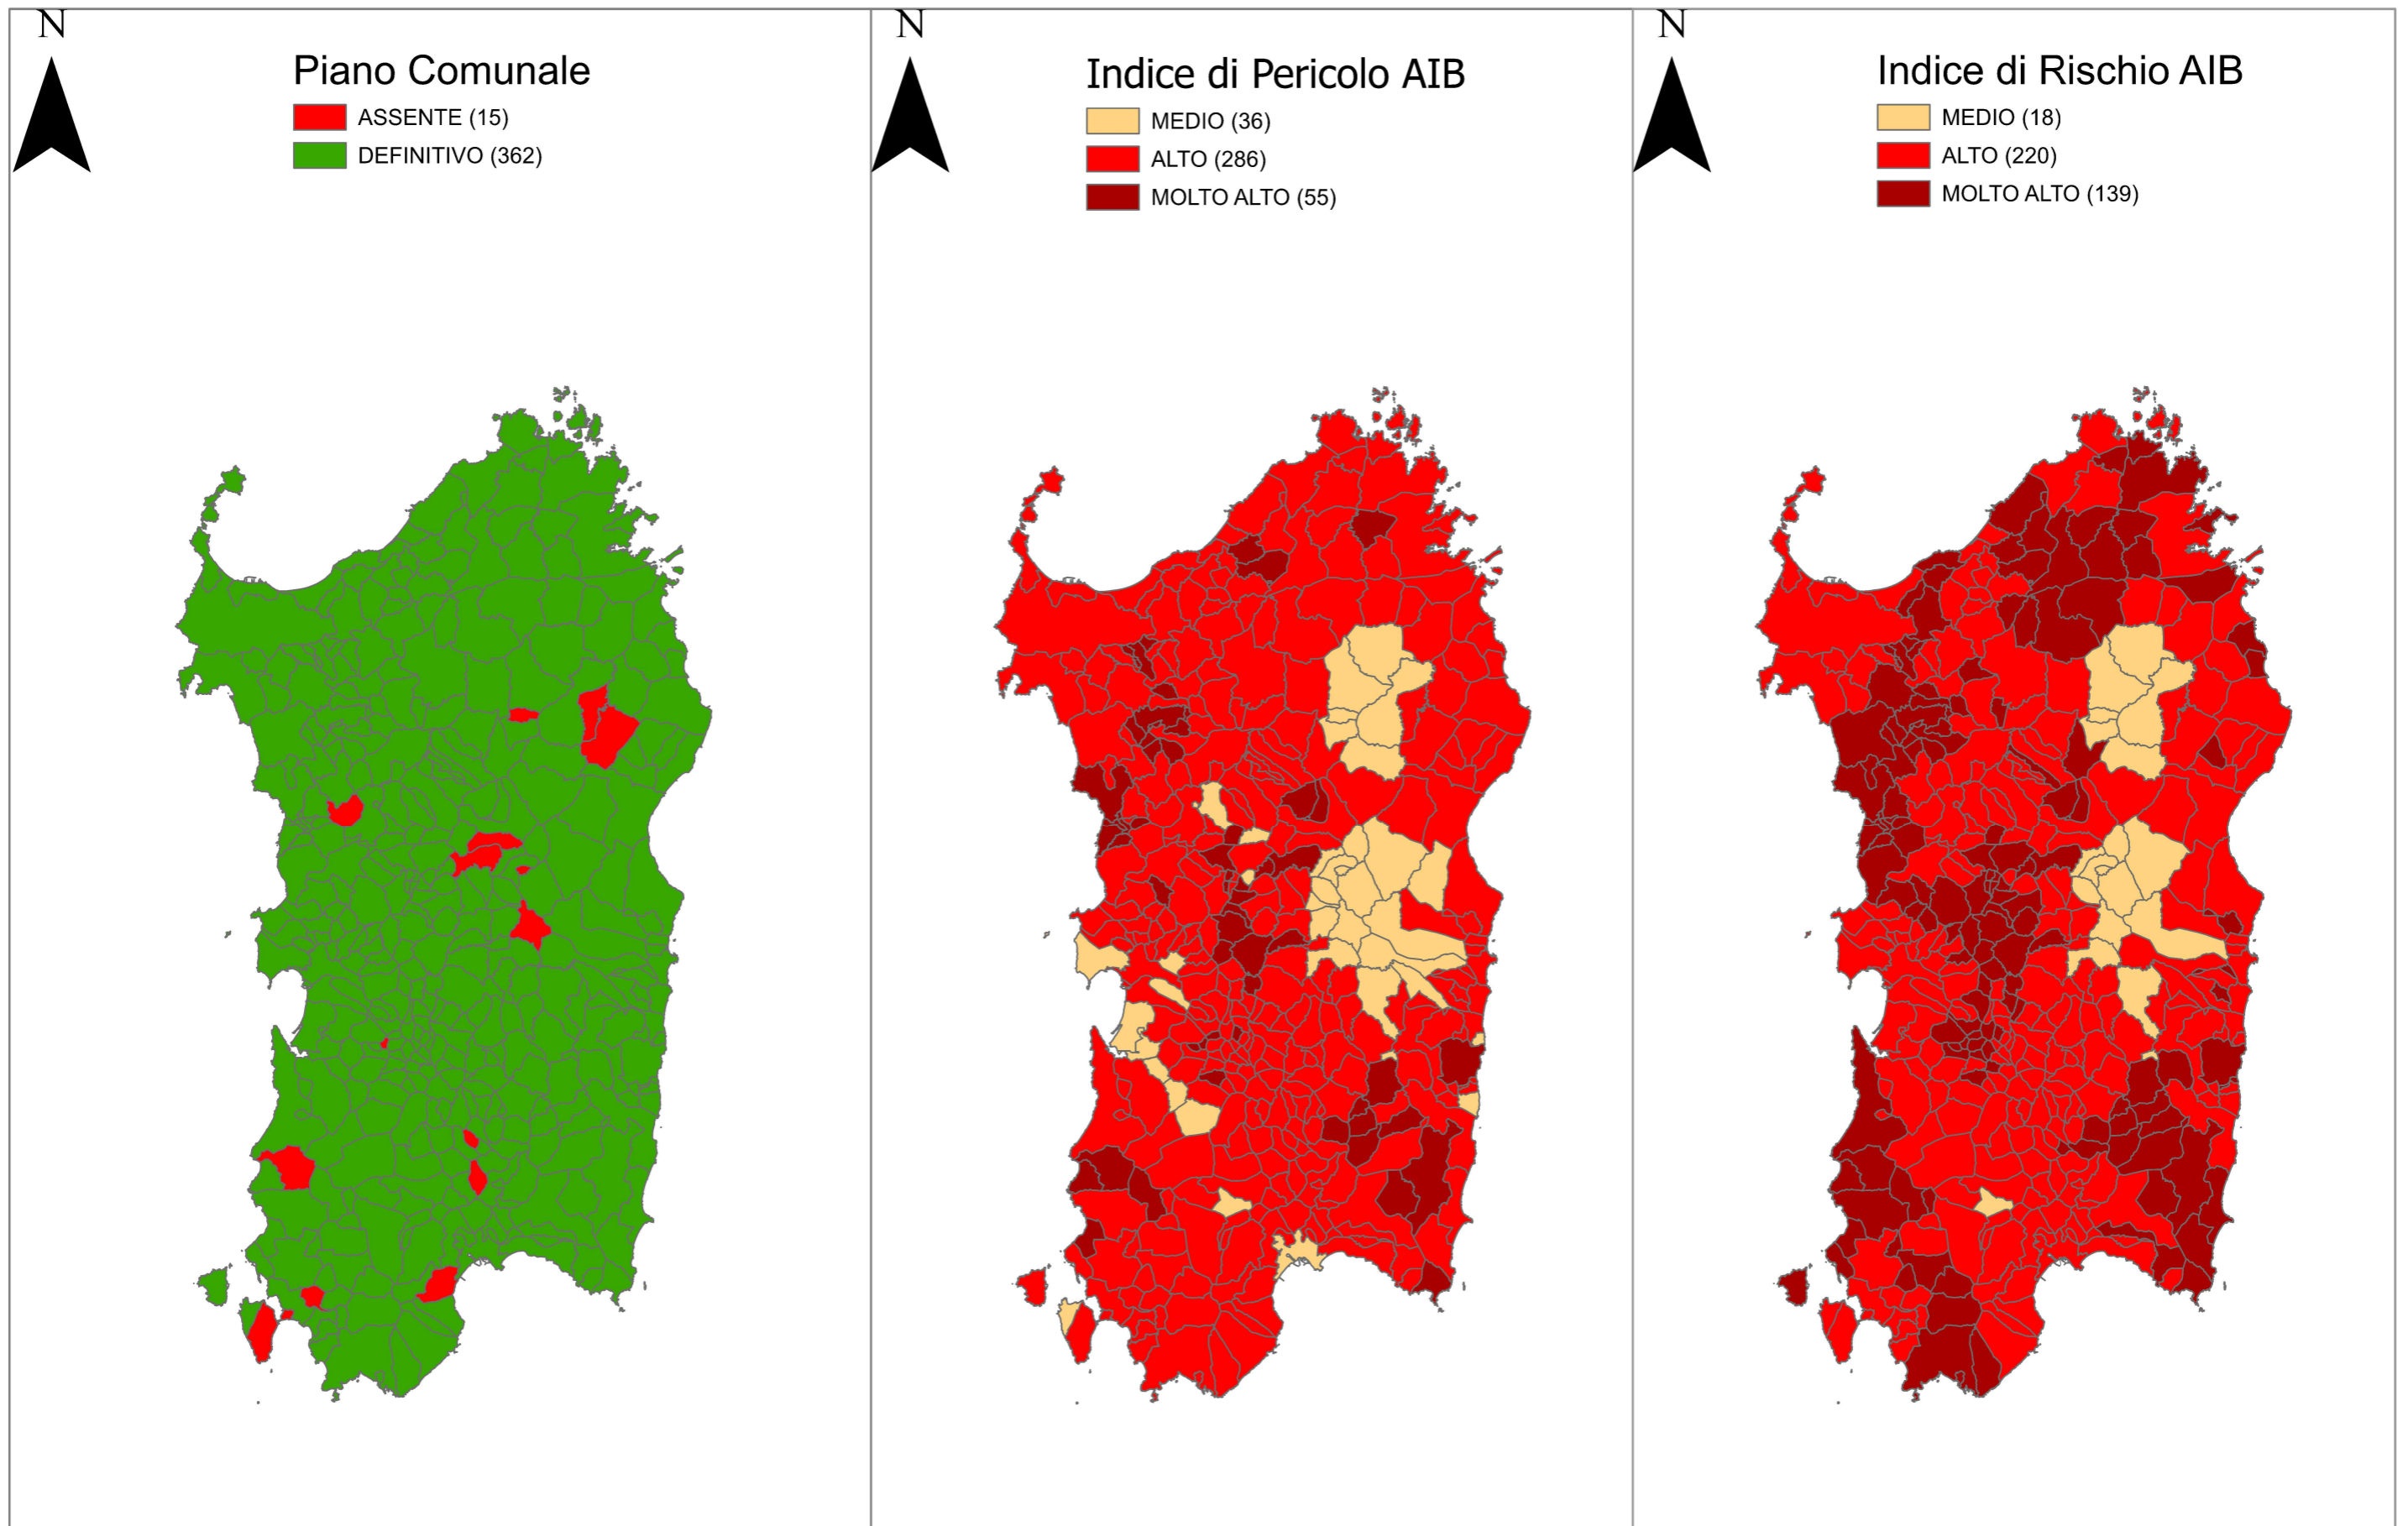 N
Piano Comunale
ASSENTE (15)
DEFINITIVO (362)
N
Indice di Pericolo AIB
MEDIO (36)
ALTO (286)
MOLTO ALTO (55)
N
Indice di Rischio AIB
MEDIO (18)
ALTO (220)
MOLTO ALTO (139)